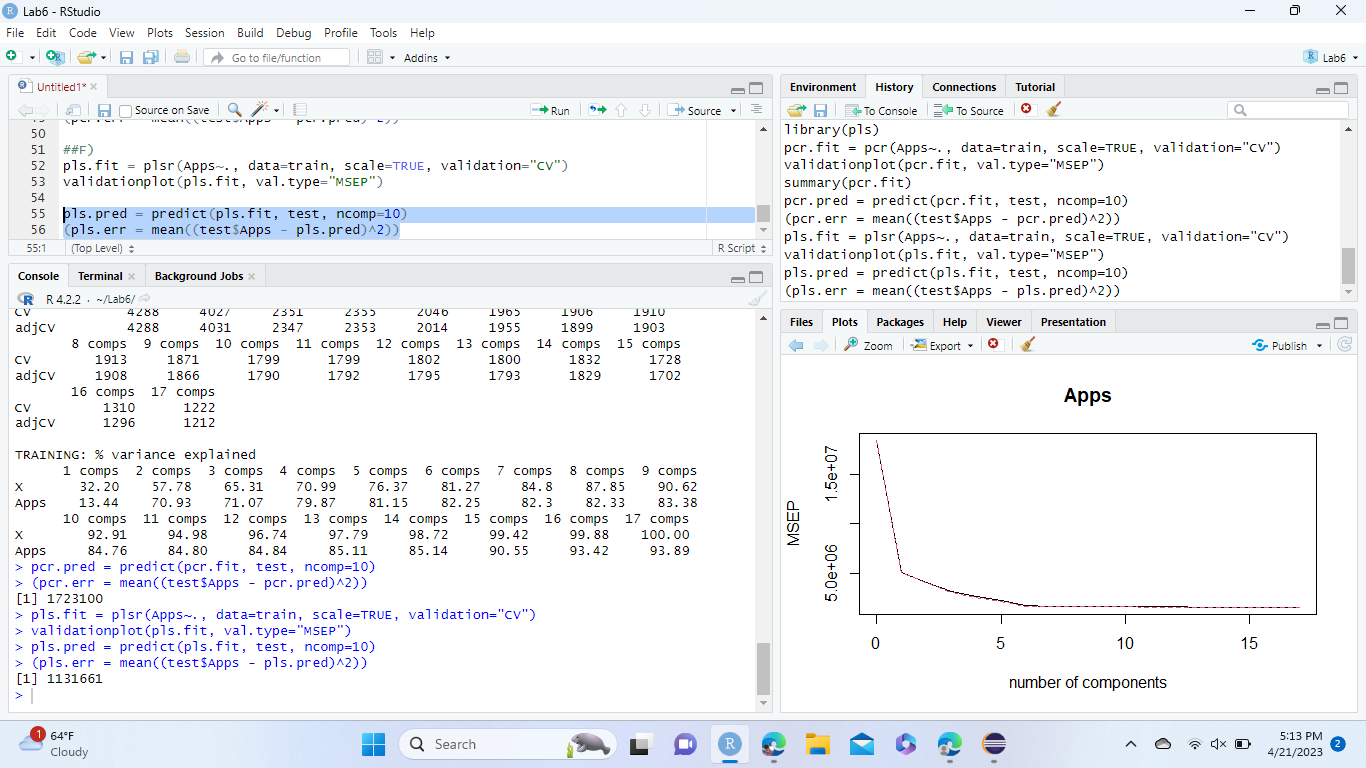 Lab6 - RStudio
File Edit Code View Plots Session Build Debug Profile Tools Help
Go to file/function Addins Lab6
Untitled1*
Source on Save Run Source
50
51 ##F)
52 pls.fit = plsr(Apps~., data=train, scale=TRUE, validation="CV")
53 validationplot(pls.fit, val.type="MSEP")
54
55 pls.pred = predict(pls.fit, test, ncomp=10)
56 (pls.err = mean((test$Apps - pls.pred)^2))
55:1 (Top Level) R Script
Console Terminal Background Jobs
R 4.2.2 · ~/Lab6/
CV 4288 4027 2351 2355 2046 1965 1906 1910
adjCV 4288 4031 2347 2353 2014 1955 1899 1903
8 comps 9 comps 10 comps 11 comps 12 comps 13 comps 14 comps 15 comps
CV 1913 1871 1799 1799 1802 1800 1832 1728
adjCV 1908 1866 1790 1792 1795 1793 1829 1702
16 comps 17 comps
CV 1310 1222
adjCV 1296 1212
TRAINING: % variance explained
1 comps 2 comps 3 comps 4 comps 5 comps 6 comps 7 comps 8 comps 9 comps
X 32.20 57.78 65.31 70.99 76.37 81.27 84.8 87.85 90.62
Apps 13.44 70.93 71.07 79.87 81.15 82.25 82.3 82.33 83.38
10 comps 11 comps 12 comps 13 comps 14 comps 15 comps 16 comps 17 comps
X 92.91 94.98 96.74 97.79 98.72 99.42 99.88 100.00
Apps 84.76 84.80 84.84 85.11 85.14 90.55 93.42 93.89
> pcr.pred = predict(pcr.fit, test, ncomp=10)
> (pcr.err = mean((test$Apps - pcr.pred)^2))
[1] 1723100
> pls.fit = plsr(Apps~., data=train, scale=TRUE, validation="CV")
> validationplot(pls.fit, val.type="MSEP")
> pls.pred = predict(pls.fit, test, ncomp=10)
> (pls.err = mean((test$Apps - pls.pred)^2))
[1] 1131661
>
Environment History Connections Tutorial
To Console To Source
library(pls)
pcr.fit = pcr(Apps~., data=train, scale=TRUE, validation="CV")
validationplot(pcr.fit, val.type="MSEP")
summary(pcr.fit)
pcr.pred = predict(pcr.fit, test, ncomp=10)
(pcr.err = mean((test$Apps - pcr.pred)^2))
pls.fit = plsr(Apps~., data=train, scale=TRUE, validation="CV")
validationplot(pls.fit, val.type="MSEP")
pls.pred = predict(pls.fit, test, ncomp=10)
(pls.err = mean((test$Apps - pls.pred)^2))
Files Plots Packages Help Viewer Presentation
Zoom Export Publish
Apps
MSEP
1.5e+07
5.0e+06
0 5 10 15
number of components
1
64°F
Cloudy
Search
5:13 PM
4/21/2023
2